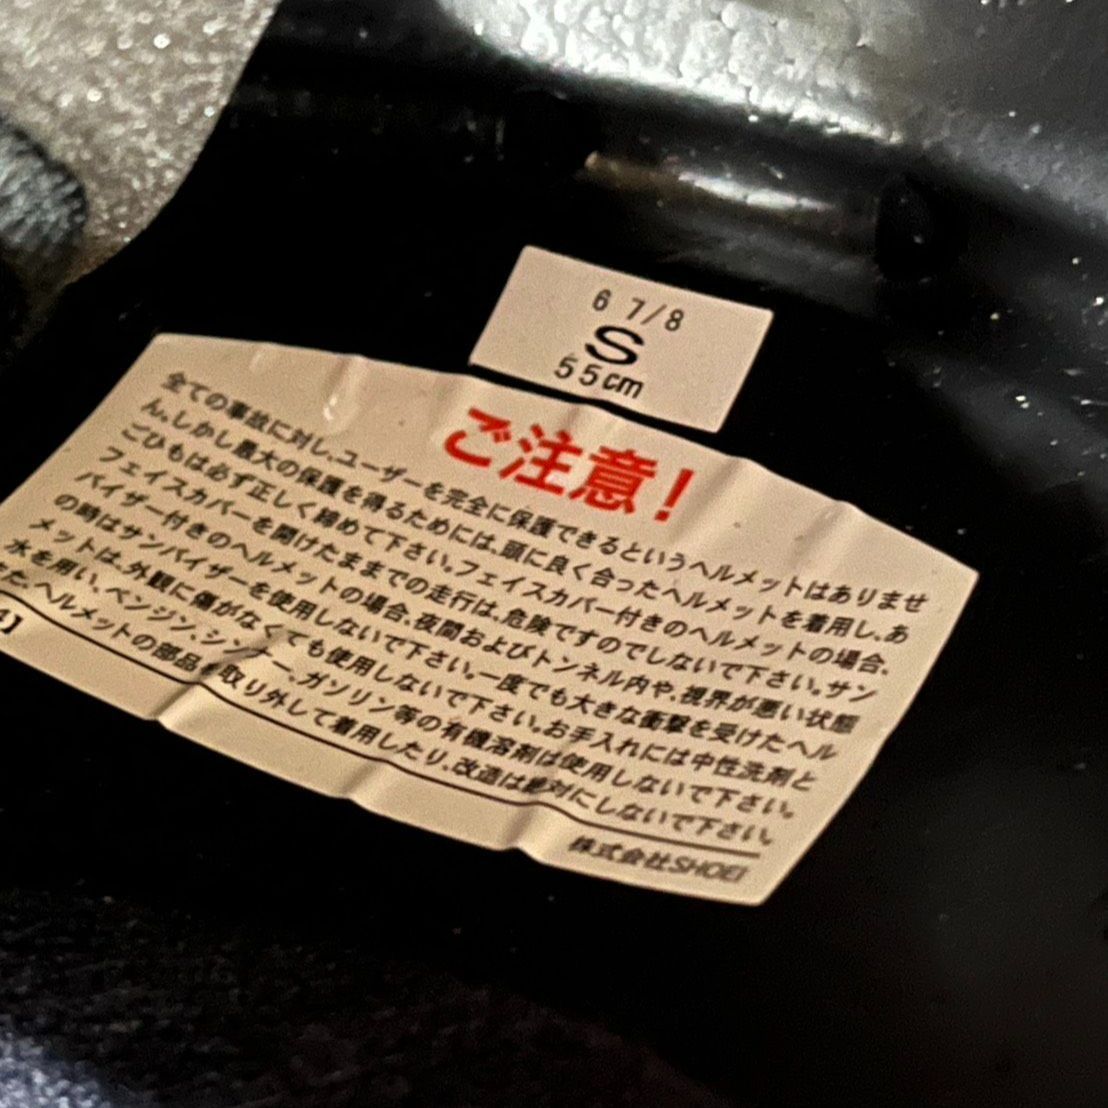 6 7/8
S
55cm
ご注意！
全ての事故に対し、ユーザーを完全に保護できるというヘルメットはありませ
ん。しかし最大の保護を得るためには、頭に良く合ったヘルメットを着用し、あ
ごひもは必ず正しく締めて下さい。フェイスカバー付きのヘルメットの場合、
フェイスカバーを開けたままでの走行は、危険ですのでしないで下さい。サン
バイザー付きのヘルメットの場合、夜間およびトンネル内や、視界が悪い状態
の時はサンバイザーを使用しないで下さい。一度でも大きな衝撃を受けたヘル
メットは、外観に傷がなくても使用しないで下さい。お手入れには中性洗剤と
水を用い、ベンジン、シンナー、ガソリン等の有機溶剤は使用しないで下さい。
た、ヘルメットの部品を取り外して着用したり、改造は絶対にしないで下さい。
株式会社SHOEI